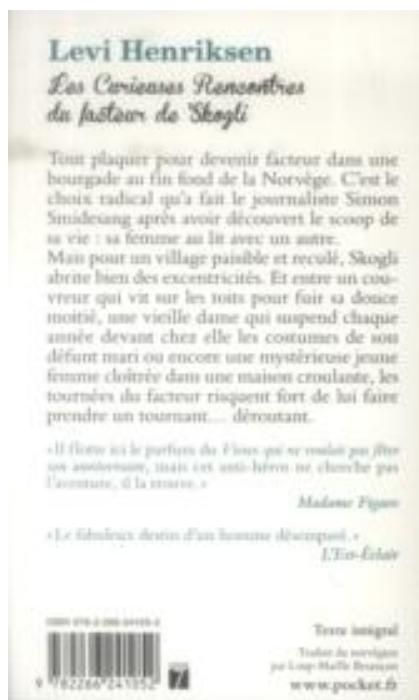 Levi Henriksen
Les Curieuses Rencontres
du facteur de Skogli
Tout plaquer pour devenir facteur dans une
bourgade au fin fond de la Norvège. C'est le
choix radical qu'a fait le journaliste Simon
Smidesang après avoir découvert le scoop de
sa vie : sa femme au lit avec un autre.
Mais pour un village paisible et reculé, Skogli
abrite bien des excentricités. Et entre un cou-
vreur qui vit sur les toits pour fuir sa douce
moitié, une vieille dame qui suspend chaque
année devant chez elle les costumes de son
défunt mari ou encore une mystérieuse jeune
femme cloîtrée dans une maison croulante, les
tournées du facteur risquent fort de lui faire
prendre un tournant… déroutant.
« Il flotte ici le parfum du Vieux qui ne voulait pas fêter
son anniversaire, mais cet anti-héros ne cherche pas
l'aventure, il la trouve. »
Madame Figaro
« Le fabuleux destin d'un homme désemparé. »
L'Est-Éclair
Texte intégral
Traduit du norvégien
par Loup-Maëlle Besançon
www.pocket.fr
9 782266 241052